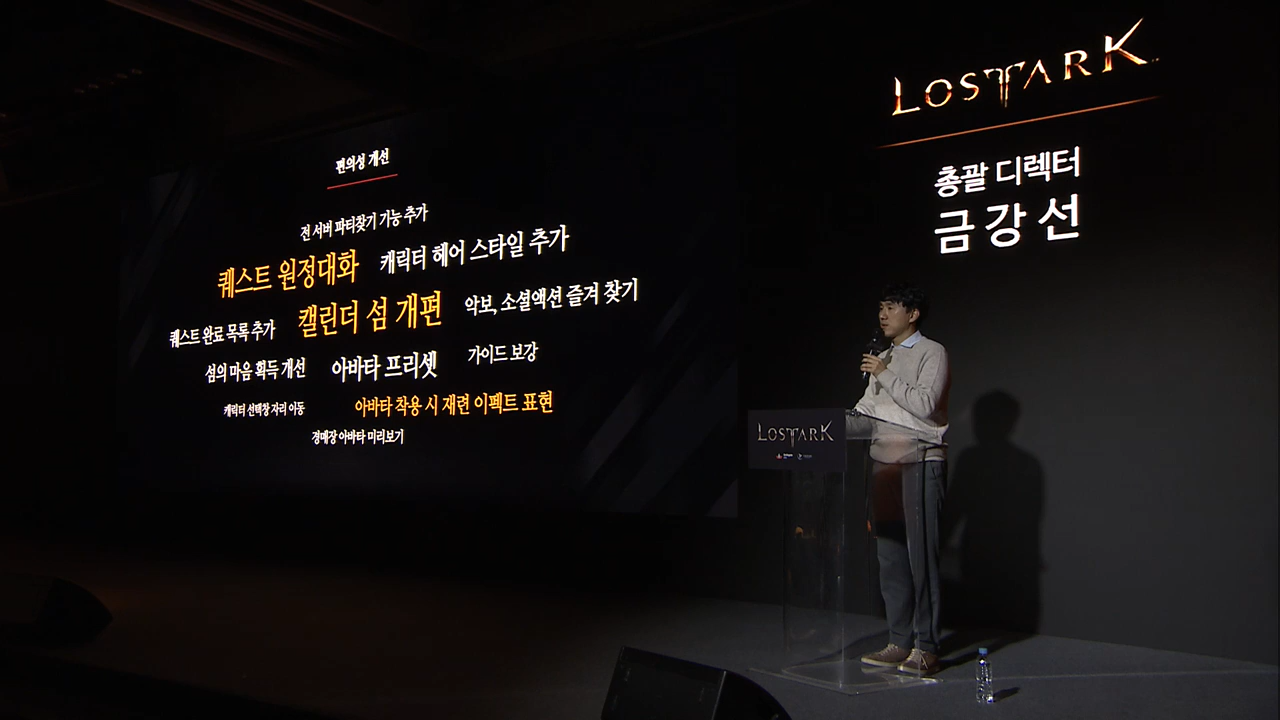 편의성 개선
전 서버 파티찾기 기능 추가
퀘스트 원정대화 캐릭터 헤어 스타일 추가
퀘스트 완료 목록 추가 캘린더 섬 개편 악보, 소셜액션 즐겨 찾기
섬의 마음 획득 개선 아바타 프리셋 가이드 보강
캐릭터 선택창 자리 이동 아바타 착용 시 재련 이펙트 표현
경매장 아바타 미리보기
LOST ARK
총괄 디렉터
금강선
LOST ARK